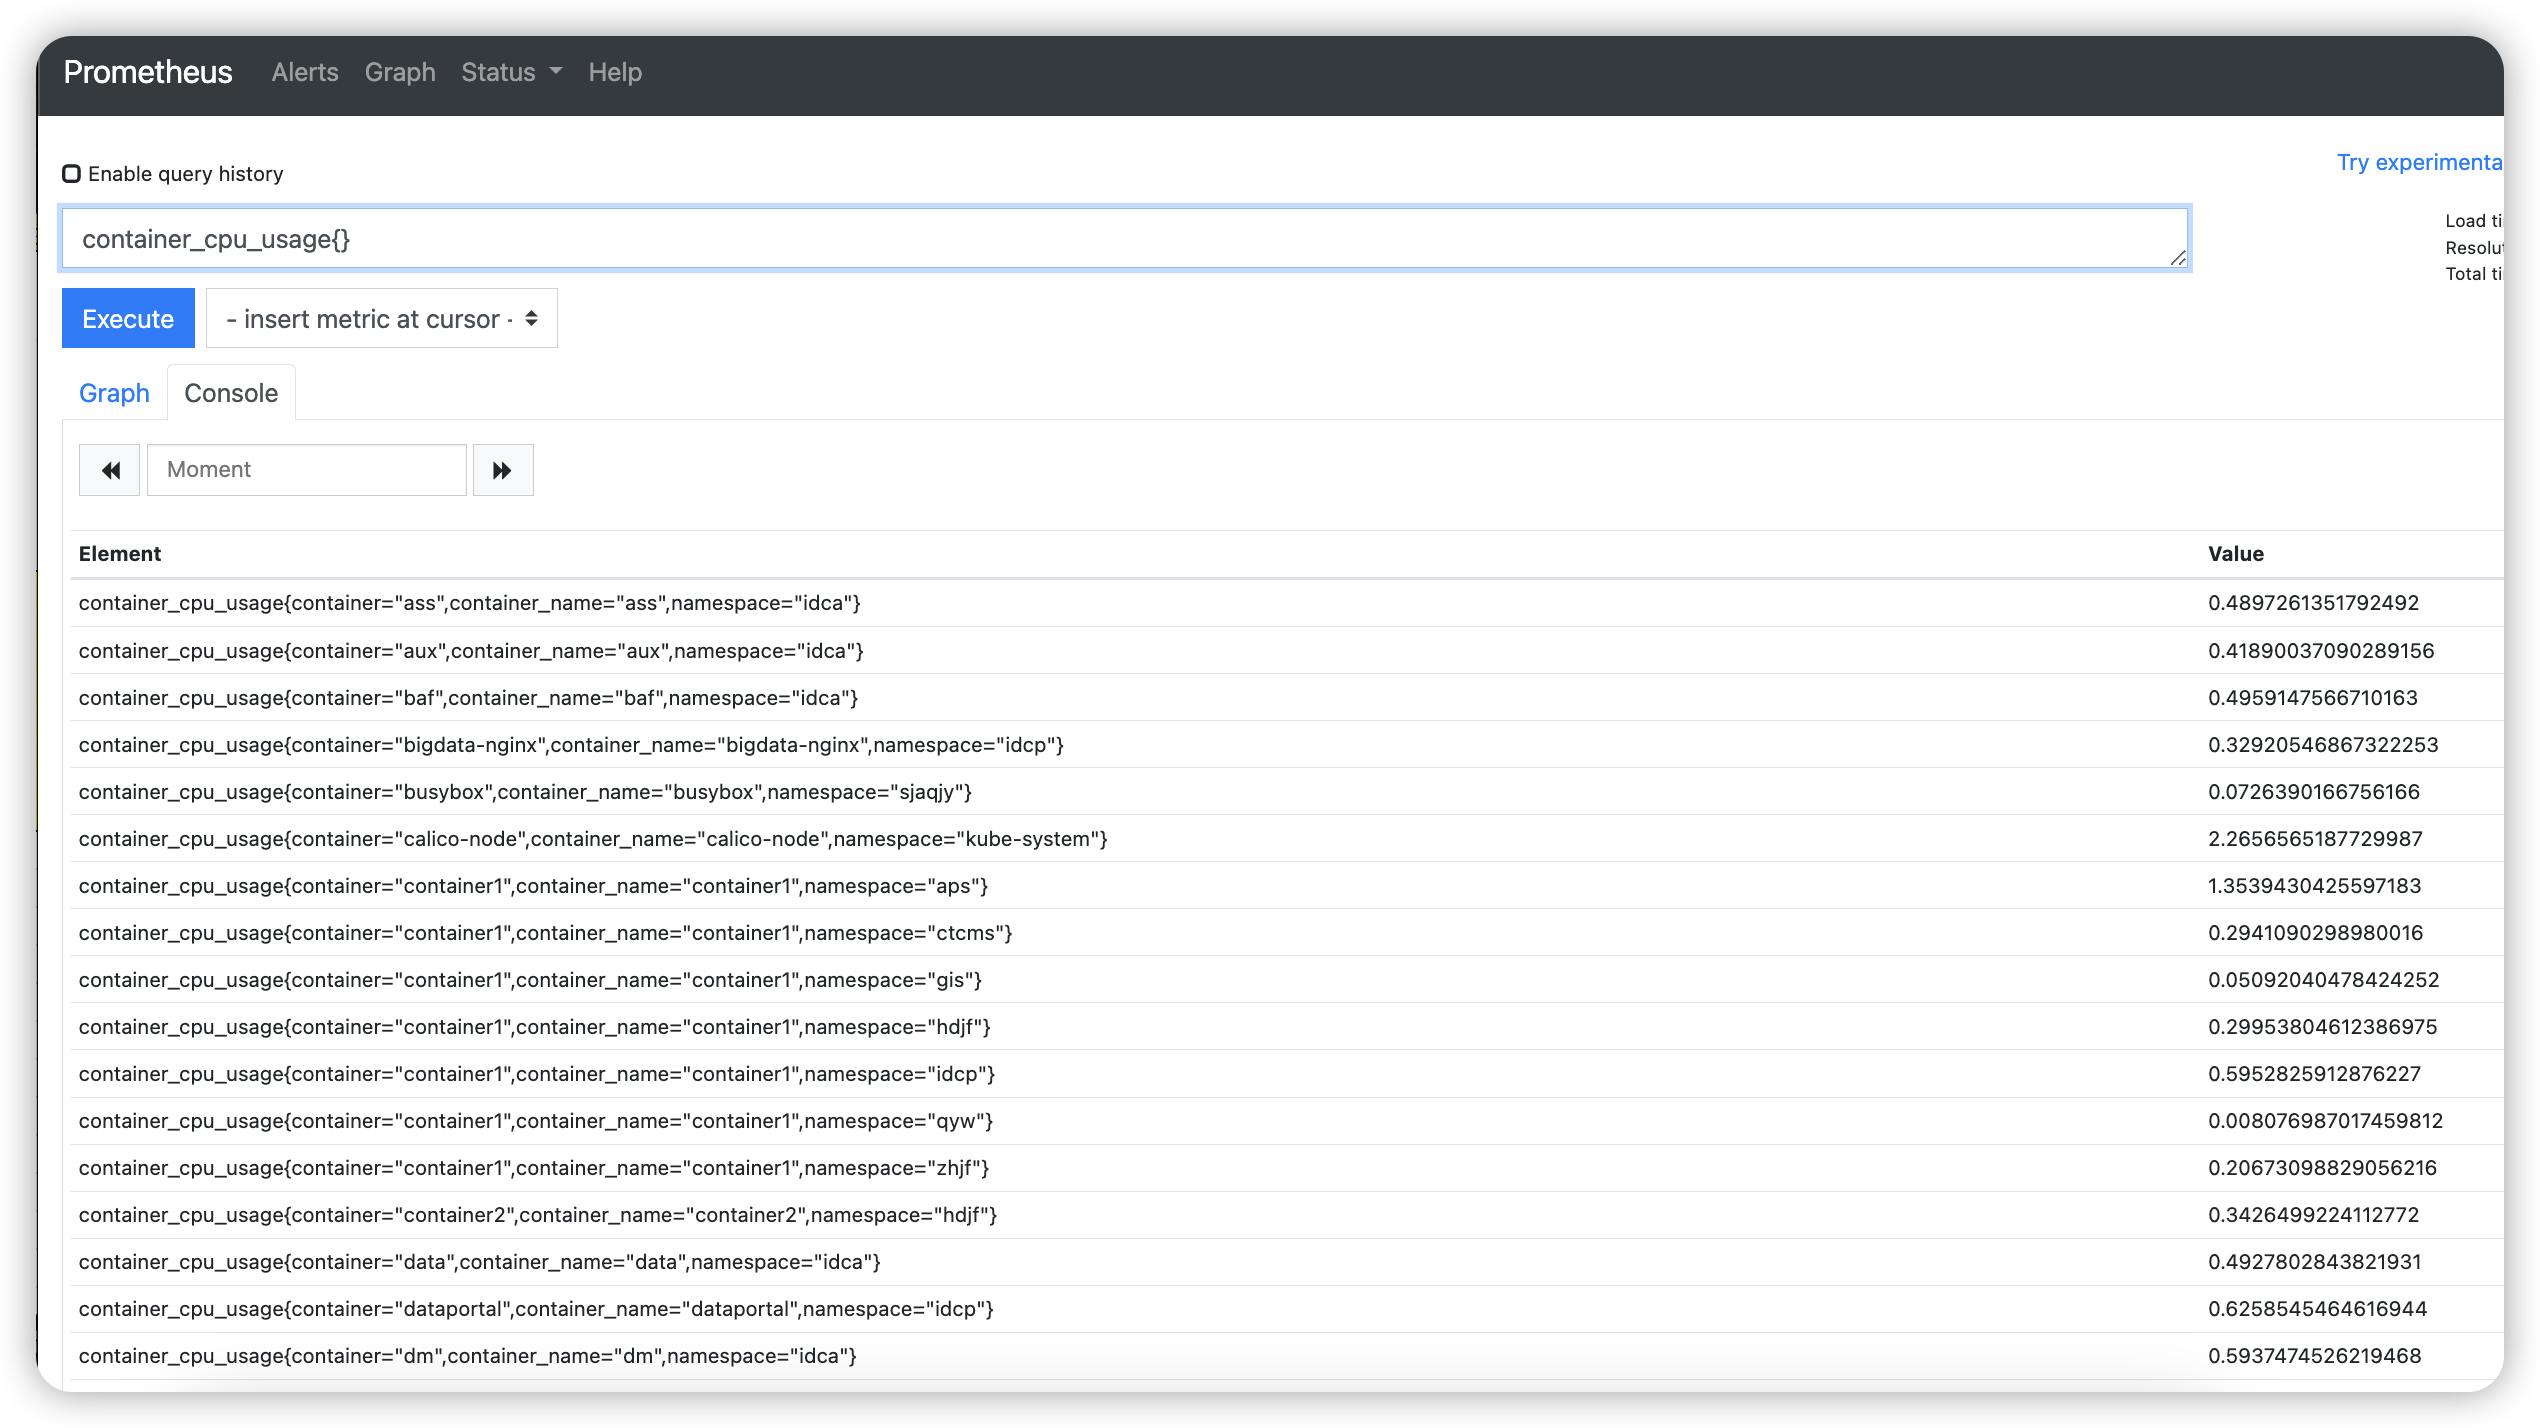 Prometheus Alerts Graph Status Help
Enable query history
Try experimenta
container_cpu_usage{}
Load ti
Resolut
Total ti
Execute - insert metric at cursor -
Graph Console
Moment
Element Value
container_cpu_usage{container="ass",container_name="ass",namespace="idca"} 0.4897261351792492
container_cpu_usage{container="aux",container_name="aux",namespace="idca"} 0.41890037090289156
container_cpu_usage{container="baf",container_name="baf",namespace="idca"} 0.4959147566710163
container_cpu_usage{container="bigdata-nginx",container_name="bigdata-nginx",namespace="idcp"} 0.32920546867322253
container_cpu_usage{container="busybox",container_name="busybox",namespace="sjaqjy"} 0.0726390166756166
container_cpu_usage{container="calico-node",container_name="calico-node",namespace="kube-system"} 2.2656565187729987
container_cpu_usage{container="container1",container_name="container1",namespace="aps"} 1.3539430425597183
container_cpu_usage{container="container1",container_name="container1",namespace="ctcms"} 0.2941090298980016
container_cpu_usage{container="container1",container_name="container1",namespace="gis"} 0.05092040478424252
container_cpu_usage{container="container1",container_name="container1",namespace="hdjf"} 0.29953804612386975
container_cpu_usage{container="container1",container_name="container1",namespace="idcp"} 0.5952825912876227
container_cpu_usage{container="container1",container_name="container1",namespace="qyw"} 0.008076987017459812
container_cpu_usage{container="container1",container_name="container1",namespace="zhjf"} 0.20673098829056216
container_cpu_usage{container="container2",container_name="container2",namespace="hdjf"} 0.3426499224112772
container_cpu_usage{container="data",container_name="data",namespace="idca"} 0.4927802843821931
container_cpu_usage{container="dataportal",container_name="dataportal",namespace="idcp"} 0.6258545464616944
container_cpu_usage{container="dm",container_name="dm",namespace="idca"} 0.5937474526219468